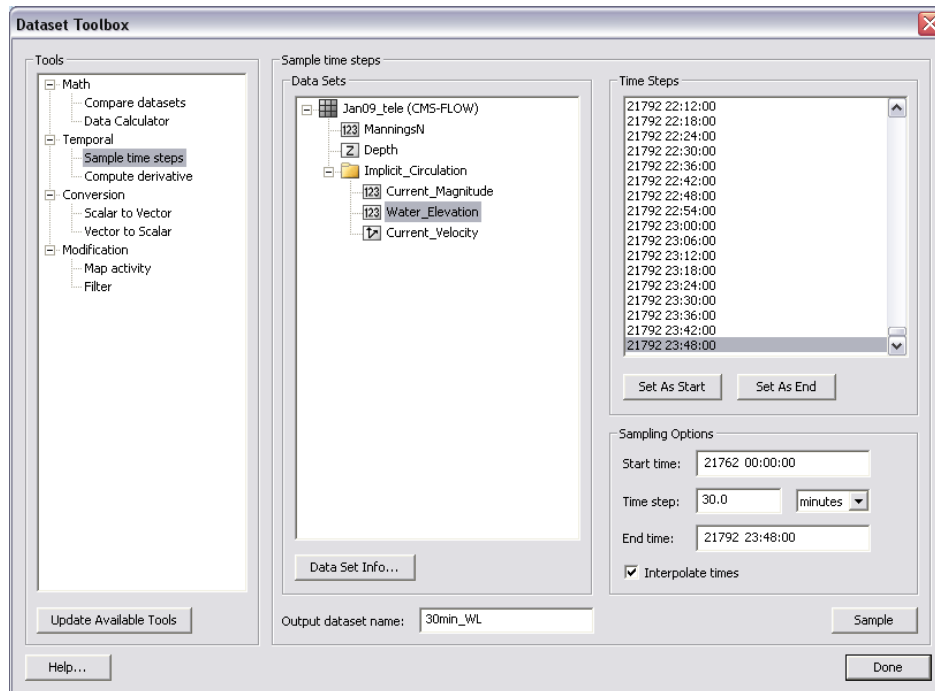 Dataset Toolbox
Tools
Math
Compare datasets
Data Calculator
Temporal
Sample time steps
Compute derivative
Conversion
Scalar to Vector
Vector to Scalar
Modification
Map activity
Filter
Update Available Tools
Help...
Sample time steps
Data Sets
Jan09_tele (CMS-FLOW)
123 ManningsN
Z Depth
Implicit_Circulation
123 Current_Magnitude
123 Water_Elevation
Current_Velocity
Data Set Info...
Output dataset name: 30min_WL
Time Steps
21792 22:12:00
21792 22:18:00
21792 22:24:00
21792 22:30:00
21792 22:36:00
21792 22:42:00
21792 22:48:00
21792 22:54:00
21792 23:00:00
21792 23:06:00
21792 23:12:00
21792 23:18:00
21792 23:24:00
21792 23:30:00
21792 23:36:00
21792 23:42:00
21792 23:48:00
Set As Start Set As End
Sampling Options
Start time: 21762 00:00:00
Time step: 30.0 minutes
End time: 21792 23:48:00
Interpolate times
Sample
Done